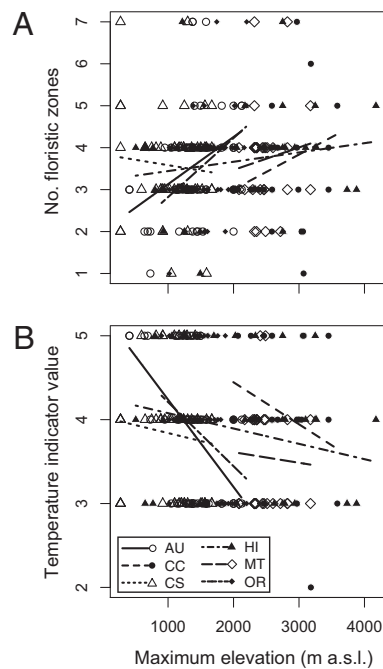 A
No. floristic zones
7
6
5
4
3
2
1
B
Temperature indicator value
5
4
3
2
AU
CC
CS
HI
MT
OR
1000
2000
3000
4000
Maximum elevation (m a.s.l.)